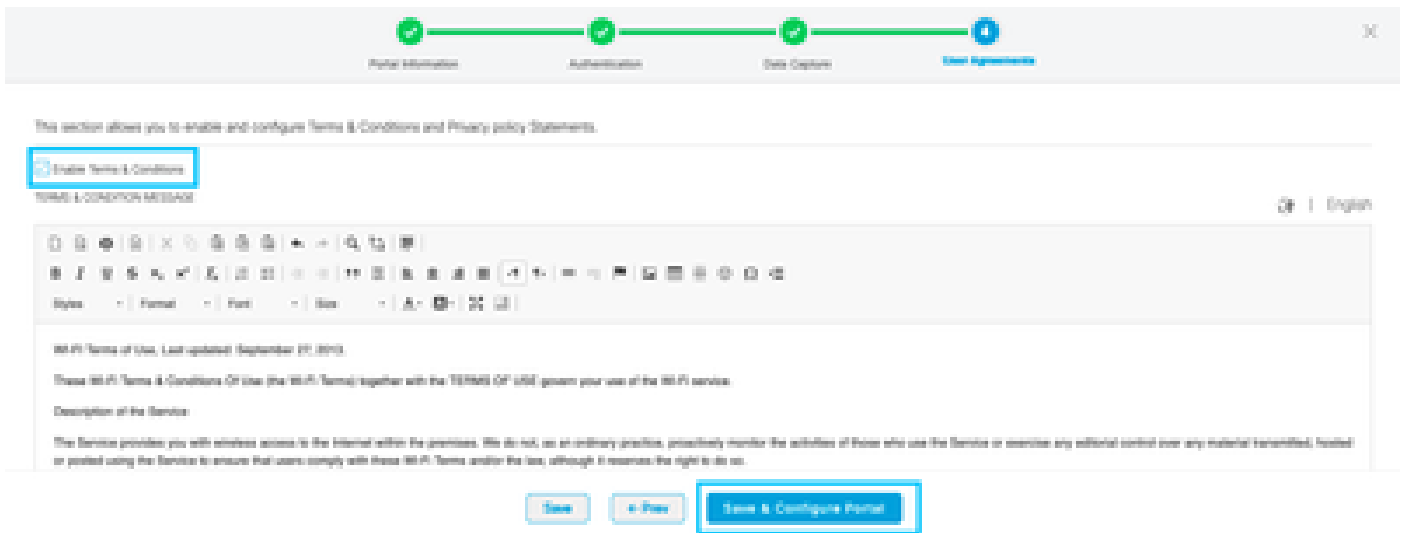 Portal Information
Authentication
Data Capture
4
User Agreements
This section allows you to enable and configure Terms & Conditions and Privacy policy Statements.
Enable Terms & Conditions
TERMS & CONDITION MESSAGE
English
Styles
Format
Font
Size
Wi-Fi Terms of Use, Last updated: September 27, 2013.
These Wi-Fi Terms & Conditions Of Use (the Wi-Fi Terms) together with the TERMS OF USE govern your use of the Wi-Fi service.
Description of the Service
The Service provides you with wireless access to the Internet within the premises. We do not, as an ordinary practice, proactively monitor the activities of those who use the Service or exercise any editorial control over any material transmitted, hosted
or posted using the Service to ensure that users comply with these Wi-Fi Terms and/or the law, although it reserves the right to do so.
Save
Prev
Save & Configure Portal